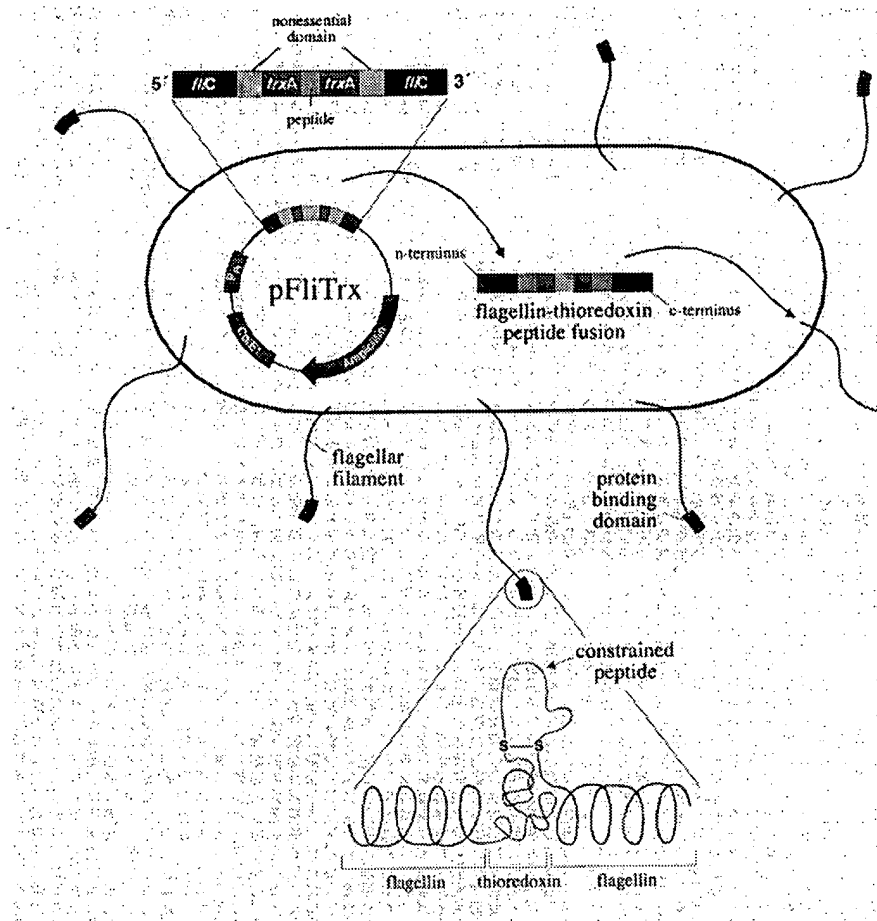 nonessential
domain
5´ fliC trxA trxA fliC 3´
peptide
n-terminus
pFliTrx
c-terminus
flagellin-thioredoxin
peptide fusion
Ampicillin
flagellar
filament
protein
binding
domain
constrained
peptide
S S
flagellin thioredoxin flagellin